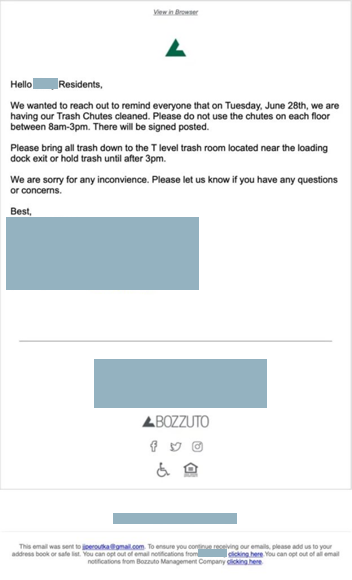 View in Browser
Hello Residents,
We wanted to reach out to remind everyone that on Tuesday, June 28th, we are
having our Trash Chutes cleaned. Please do not use the chutes on each floor
between 8am-3pm. There will be signed posted.
Please bring all trash down to the T level trash room located near the loading
dock exit or hold trash until after 3pm.
We are sorry for any inconvience. Please let us know if you have any questions
or concerns.
Best,
BOZZUTO
This email was sent to jjperoutka@gmail.com. To ensure you continue receiving our emails, please add us to your
address book or safe list. You can opt out of email notifications from clicking here. You can opt out of all email
notifications from Bozzuto Management Company clicking here.